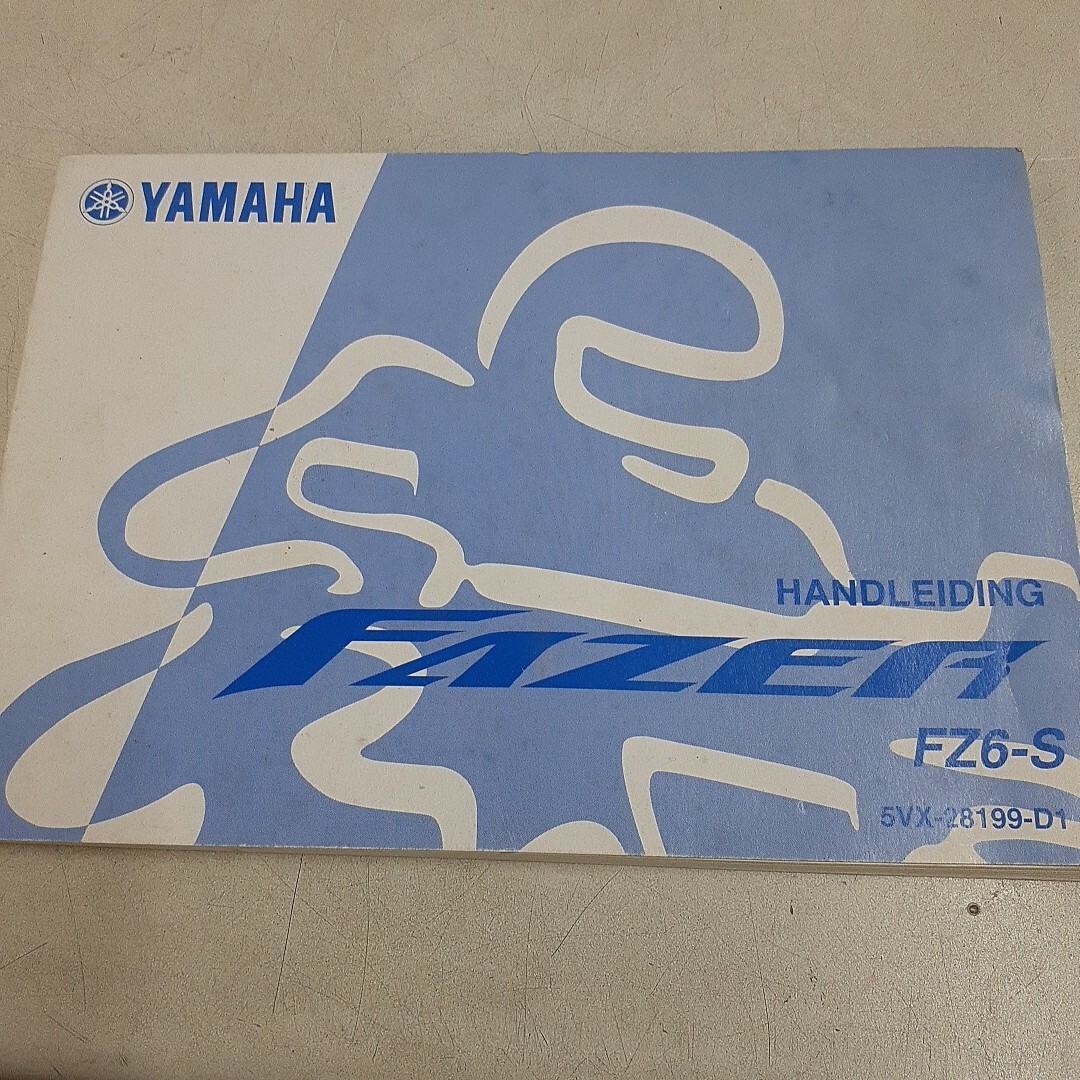 YAMAHA
HANDLEIDING
FAZER
FZ6-S
5VX-28199-D1